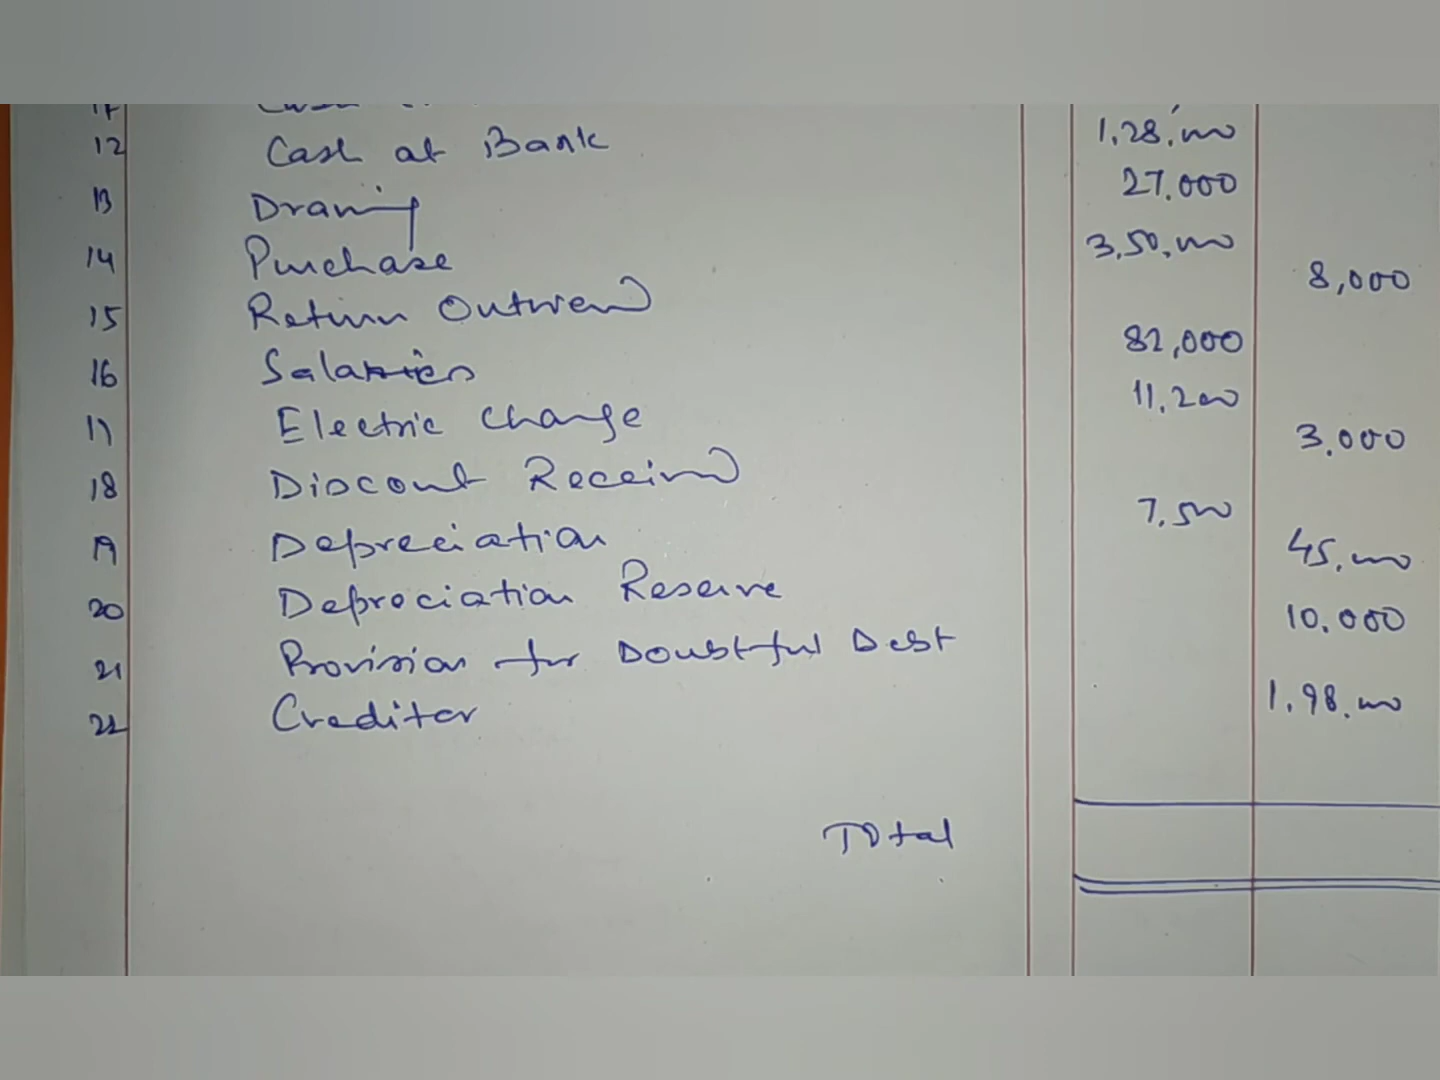 12 Cash at Bank 1,28,000
13 Drawing 27.000
14 Purchase 3,50,000
15 Return Outward 8,000
16 Salaries 82,000
17 Electric Charge 11,200
18 Discount Received 3.000
19 Depreciation 7,500
20 Depreciation Reserve 45,000
21 Provision for Doubtful Debt 10.000
22 Creditor 1,98,000
Total